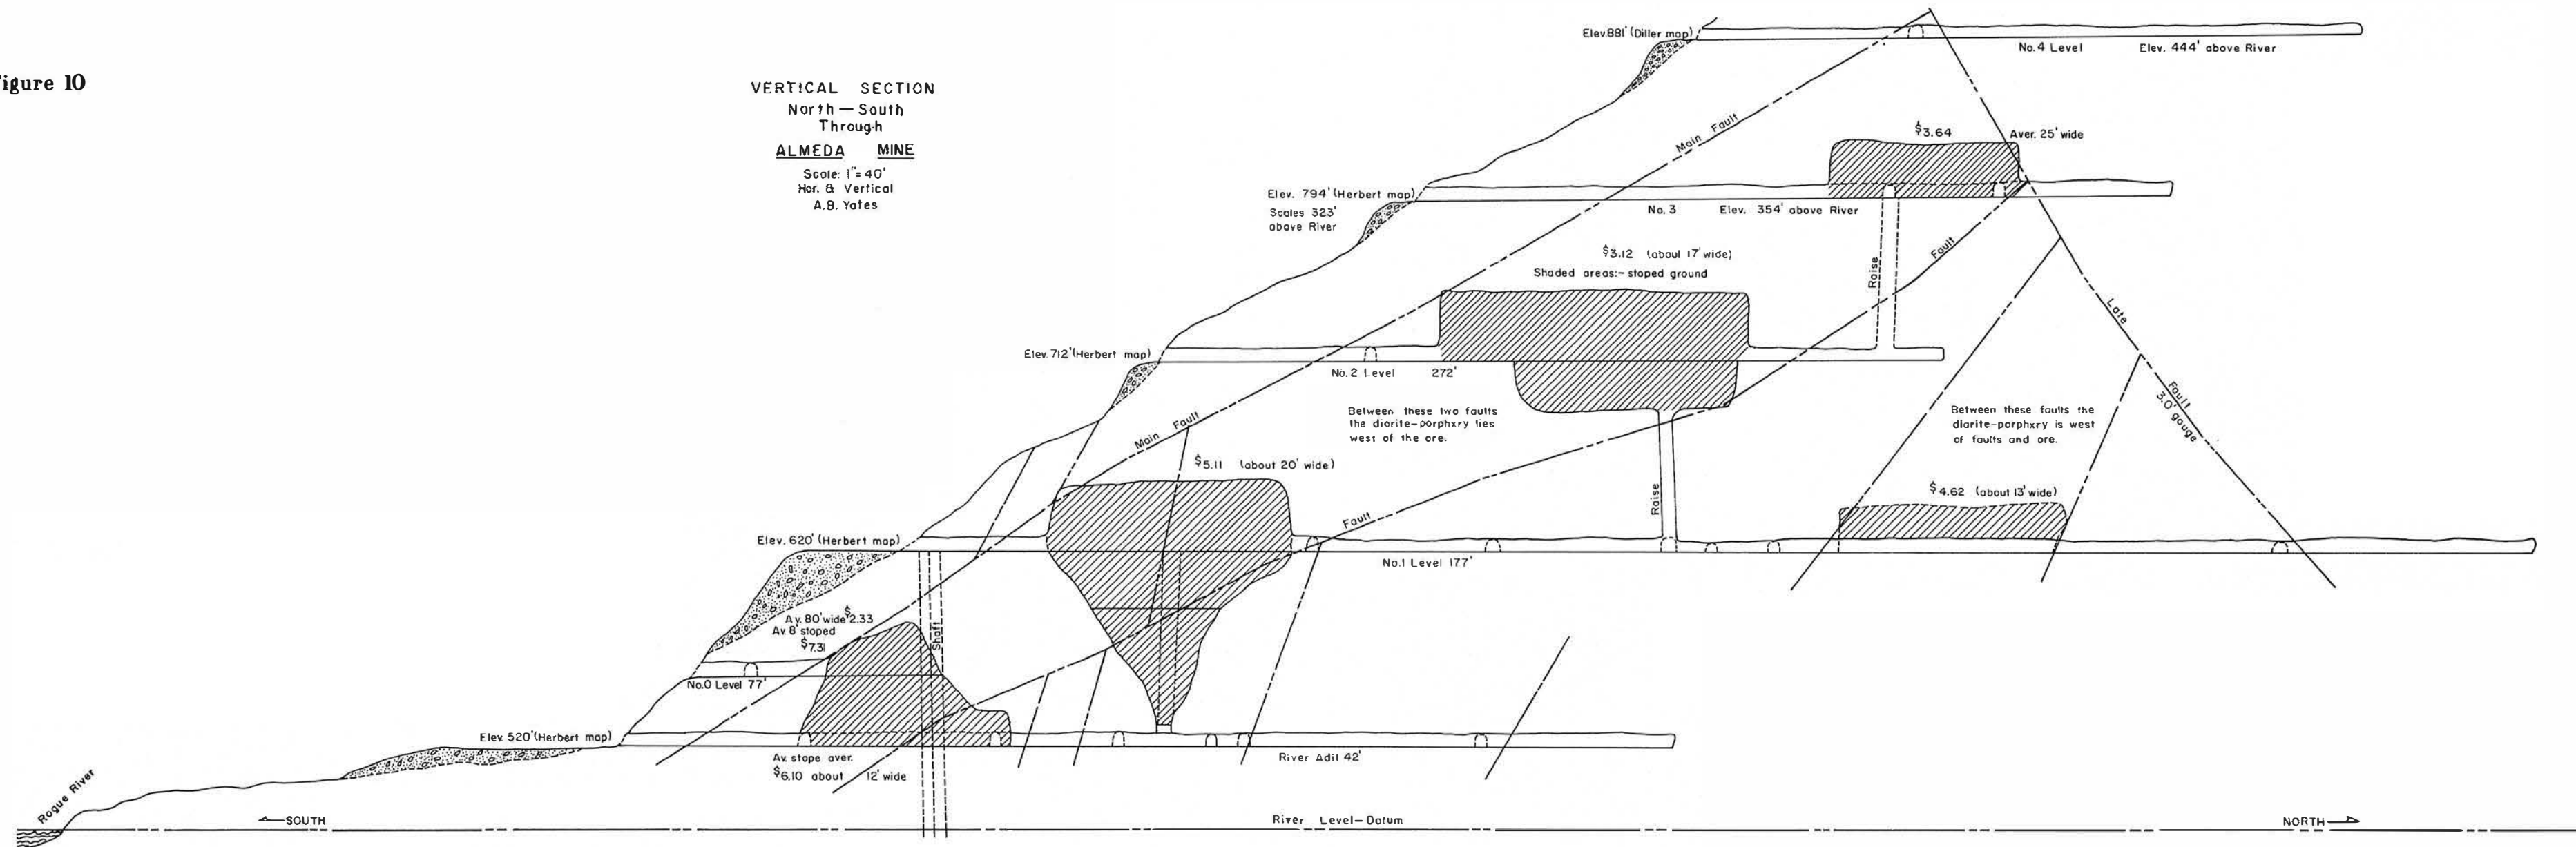 igure 10
VERTICAL SECTION
North — South
Through
ALMEDA MINE
Scale: 1"= 40'
Hor. & Vertical
A.B. Yates
Elev. 881' (Diller map)
No. 4 Level Elev. 444' above River
Main Fault
$3.64
Aver. 25' wide
Elev. 794' (Herbert map)
Scales 323'
above River
No. 3 Elev. 354' above River
$3.12 (about 17' wide)
Shaded areas:- stoped ground
Raise
Fault
Late
Fault
3.0' gouge
Elev. 712' (Herbert map)
No. 2 Level 272'
Between these two faults
the diorite-porphxry lies
west of the ore.
Between these faults the
diarite-porphxry is west
of faults and ore.
Main Fault
$5.11 (about 20' wide)
Raise
Fault
$4.62 (about 13' wide)
Elev. 620' (Herbert map)
No.1 Level 177'
Av. 80' wide $2.33
Av. 8' stoped
$7.31
Shaft
No.0 Level 77'
Elev. 520' (Herbert map)
Av. stope aver.
$6.10 about 12' wide
River Adit 42'
Rogue River
SOUTH
River Level-Datum
NORTH